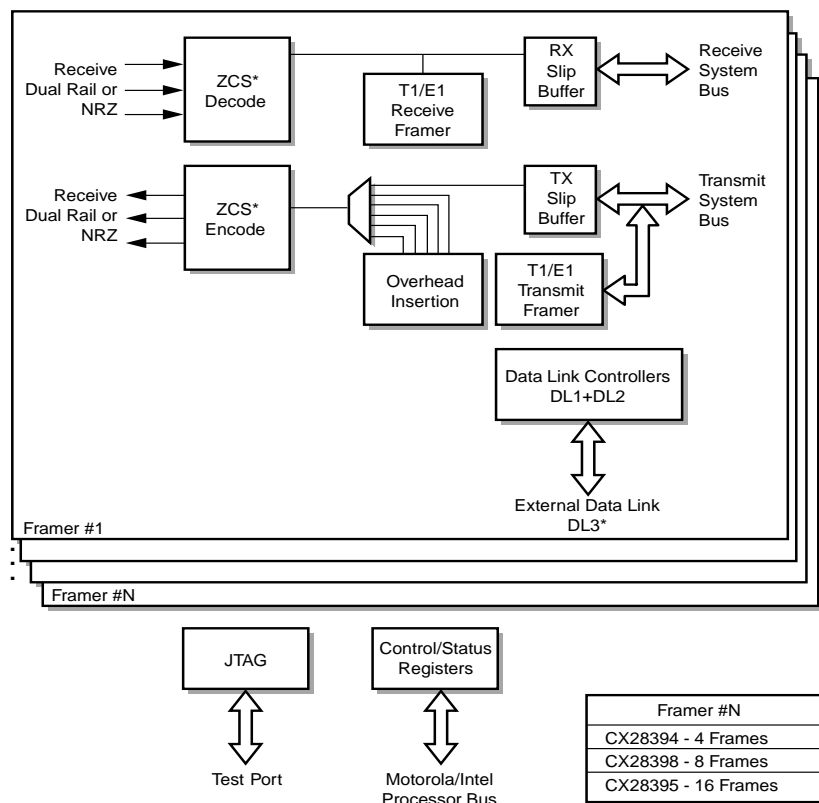 Receive
Dual Rail or
NRZ
ZCS*
Decode
T1/E1
Receive
Framer
RX
Slip
Buffer
Receive
System
Bus
Receive
Dual Rail or
NRZ
ZCS*
Encode
Overhead
Insertion
TX
Slip
Buffer
Transmit
System
Bus
T1/E1
Transmit
Framer
Data Link Controllers
DL1+DL2
External Data Link
DL3*
Framer #1
Framer #N
JTAG
Test Port
Control/Status
Registers
Motorola/Intel
Processor Bus
Framer #N
CX28394 - 4 Frames
CX28398 - 8 Frames
CX28395 - 16 Frames